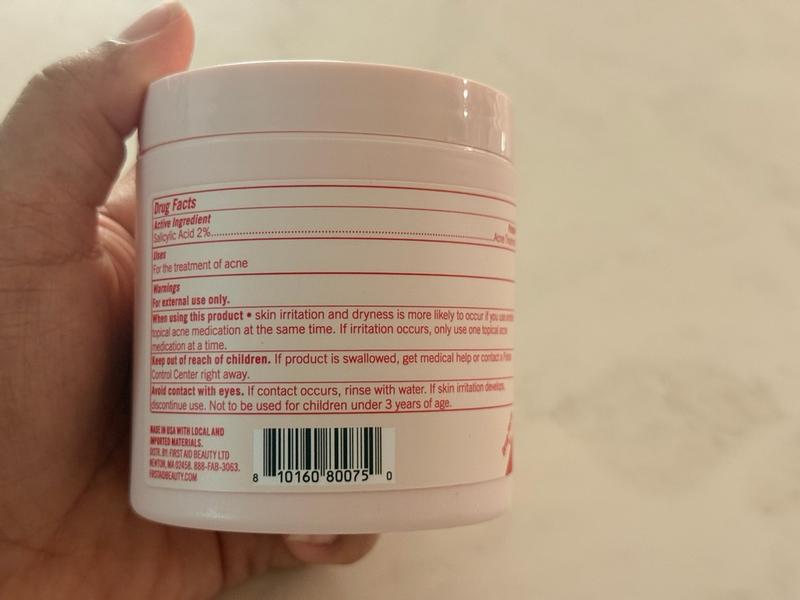 Drug Facts
Active Ingredient
Salicylic Acid 2%..........................................................Acne
Uses
For the treatment of acne
Warnings
For external use only.
When using this product • skin irritation and dryness is more likely to occur if you use
topical acne medication at the same time. If irritation occurs, only use one topical acne
medication at a time.
Keep out of reach of children. If product is swallowed, get medical help or contact a
Control Center right away.
Avoid contact with eyes. If contact occurs, rinse with water. If skin irritation develops,
discontinue use. Not to be used for children under 3 years of age.
MADE IN USA WITH LOCAL AND
IMPORTED MATERIALS.
DISTR. BY: FIRST AID BEAUTY LTD
NEWTON, MA 02458. 888-FAB-3063.
FIRSTAIDBEAUTY.COM
8 10160 80075 0